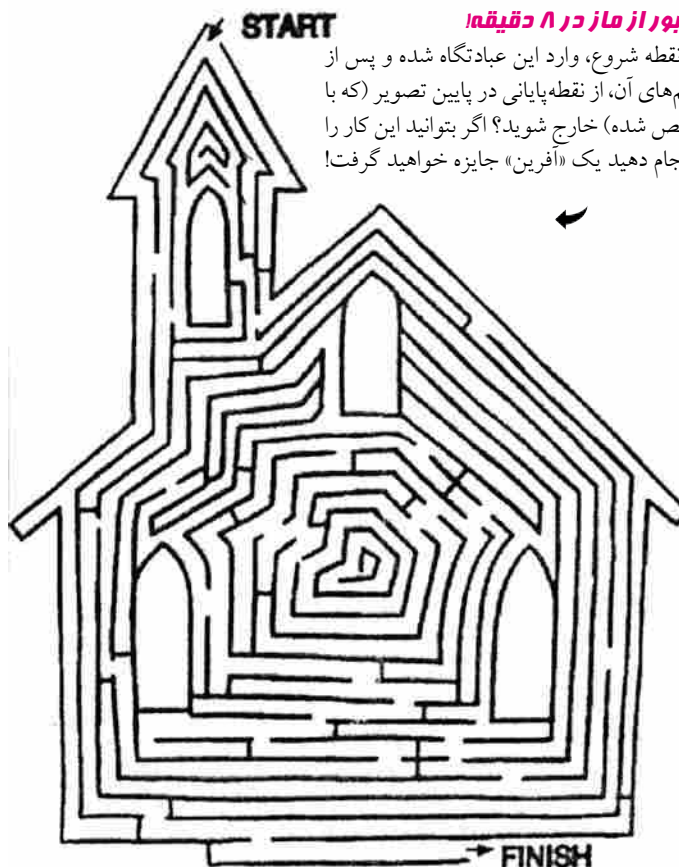 بور از ماز در ۸ دقیقه!
نقطه شروع، وارد این عبادتگاه شده و پس از
م‌های آن، از نقطه‌پایانی در پایین تصویر (که با
ص شده) خارج شوید؟ اگر بتوانید این کار را
جام دهید یک «آفرین» جایزه خواهید گرفت!
START
FINISH